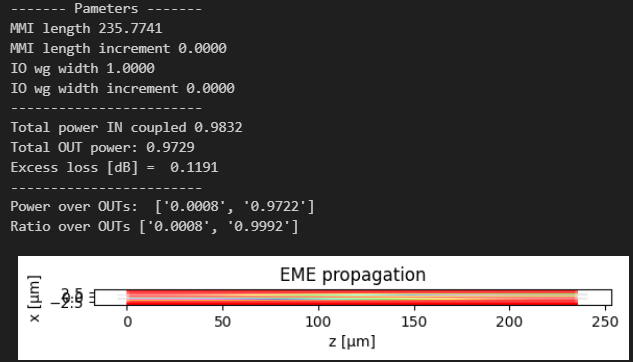 ------- Pameters -------
MMI length 235.7741
MMI length increment 0.0000
IO wg width 1.0000
IO wg width increment 0.0000
------------------------
Total power IN coupled 0.9832
Total OUT power: 0.9729
Excess loss [dB] =  0.1191
------------------------
Power over OUTs:  ['0.0008', '0.9722']
Ratio over OUTs ['0.0008', '0.9992']
EME propagation
x [μm]
2.5
0.0
−2.5
0 50 100 150 200 250
z [μm]